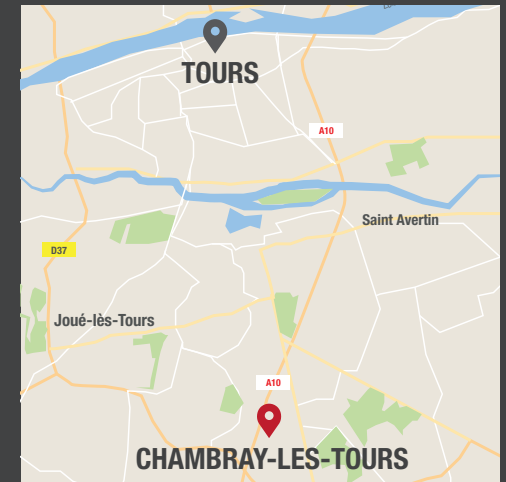 TOURS
A10
Saint Avertin
D37
Joué-lès-Tours
A10
CHAMBRAY-LES-TOURS